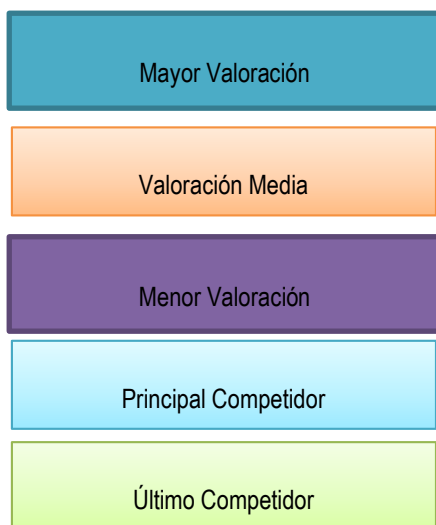 Mayor Valoración
Valoración Media
Menor Valoración
Principal Competidor
Último Competidor